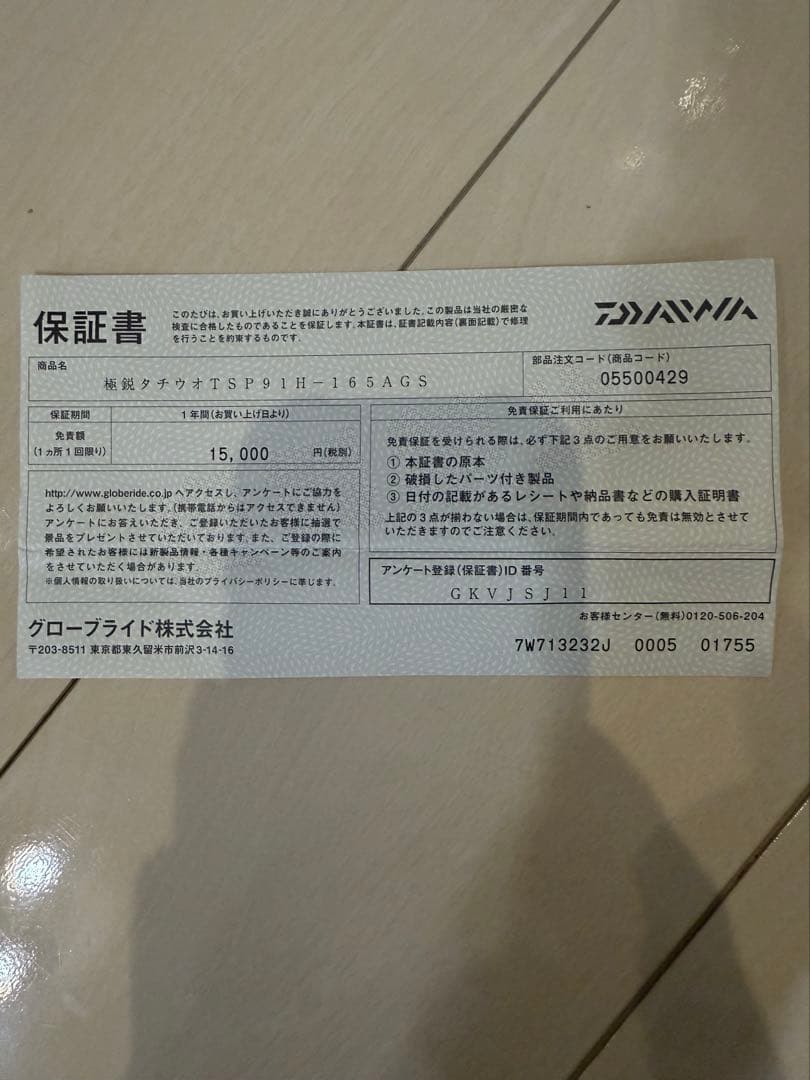 保証書
このたびは、お買い上げいただき誠にありがとうございました。この製品は当社の厳密な
検査に合格したものであることを保証します。本証書は、証書記載内容(裏面記載)で修理
を行うことを約束するものです。
DAIWA
商品名
極鋭タチウオTSP91H-165AGS
部品注文コード(商品コード)
05500429
保証期間
1年間(お買い上げ日より)
免責額
(1ヵ所1回限り)
15,000 円(税別)
免責保証ご利用にあたり
免責保証を受けられる際は、必ず下記3点のご用意をお願いいたします。
① 本証書の原本
② 破損したパーツ付き製品
③ 日付の記載があるレシートや納品書などの購入証明書
上記の3点が揃わない場合は、保証期間内であっても免責は無効とさせて
いただきますのでご注意ください。
http://www.globeride.co.jp へアクセスし、アンケートにご協力を
よろしくお願いいたします。(携帯電話からはアクセスできません)
アンケートにお答えいただき、ご登録いただいたお客様に抽選で
景品をプレゼントさせていただいております。また、ご登録の際に
希望されたお客様には新製品情報・各種キャンペーン等のご案内
をさせていただく場合があります。
※個人情報の取り扱いについては、当社のプライバシーポリシーに準じます。
アンケート登録(保証書)ID 番号
GKVJSJ11
グローブライド株式会社
〒203-8511 東京都東久留米市前沢3-14-16
お客様センター(無料)0120-506-204
7W713232J 0005 01755